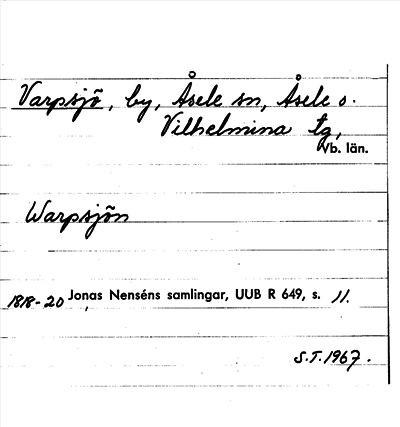 Varpsjö, by, Åsele sn, Åsele o.
Vilhelmina tg,
Vb. län.
Warpsjön
1818-20 Jonas Nenséns samlingar, UUB R 649, s. 11.
S.T. 1967.